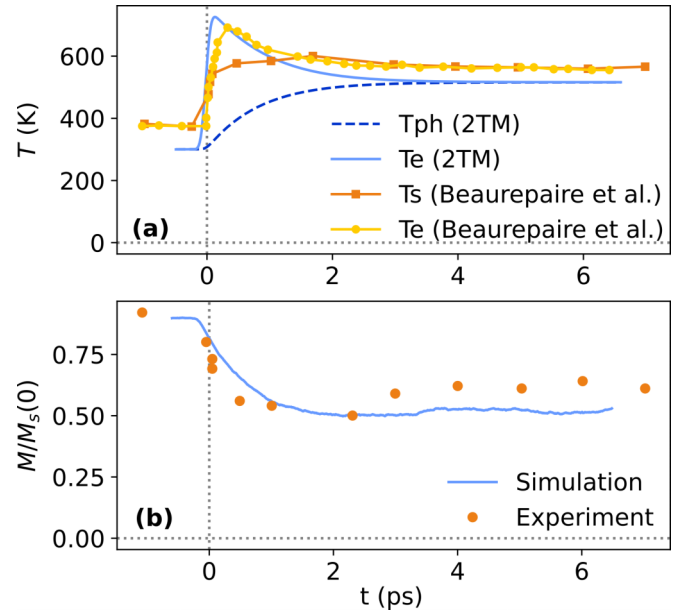 600
400
200
0
T (K)
Tph (2TM)
Te (2TM)
Ts (Beaurepaire et al.)
Te (Beaurepaire et al.)
(a)
0 2 4 6
0.75
0.50
0.25
0.00
M/Mₛ(0)
Simulation
Experiment
(b)
0 2 4 6
t (ps)